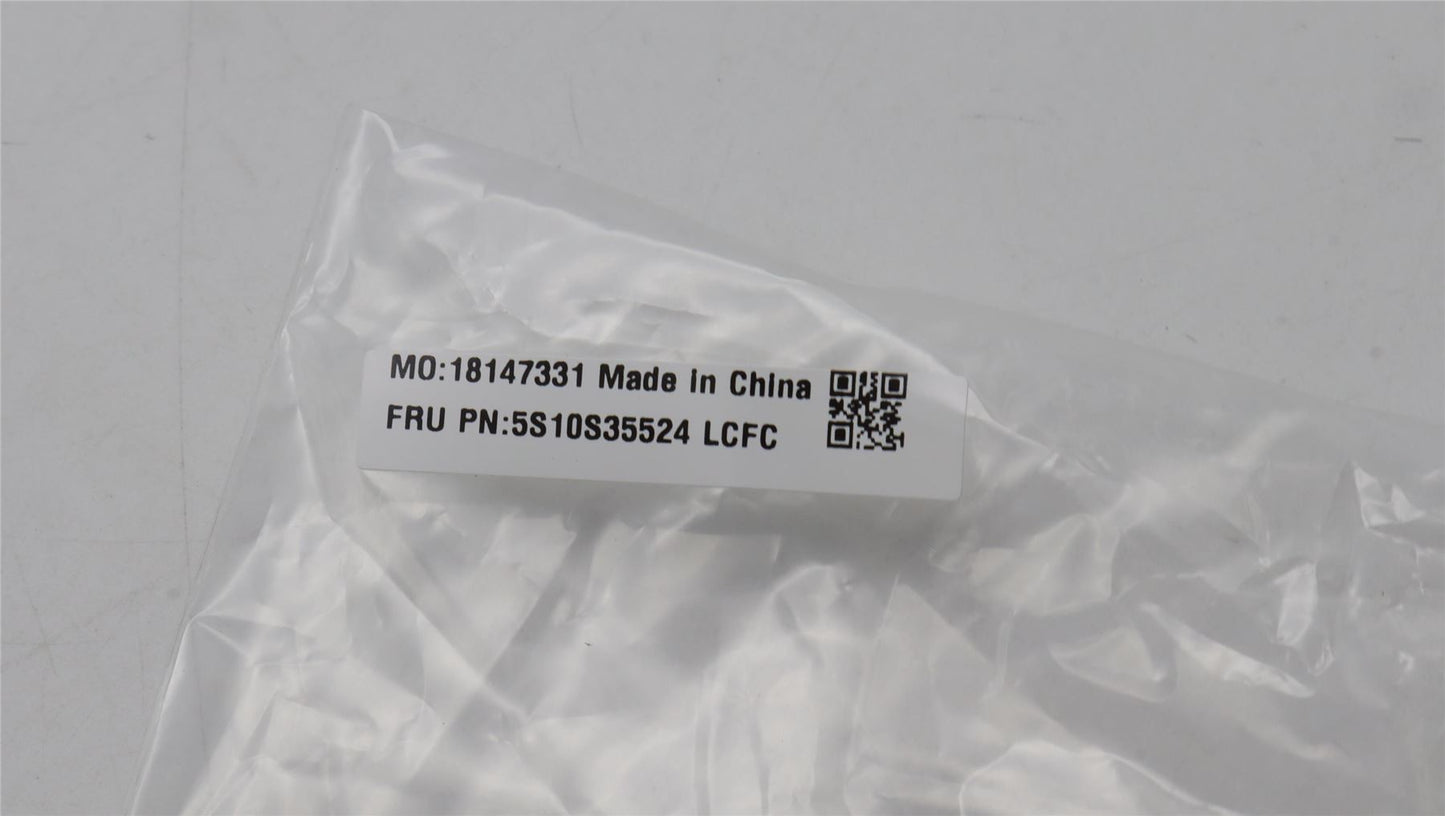 MO:18147331 Made in China
FRU PN:5S10S35524 LCFC